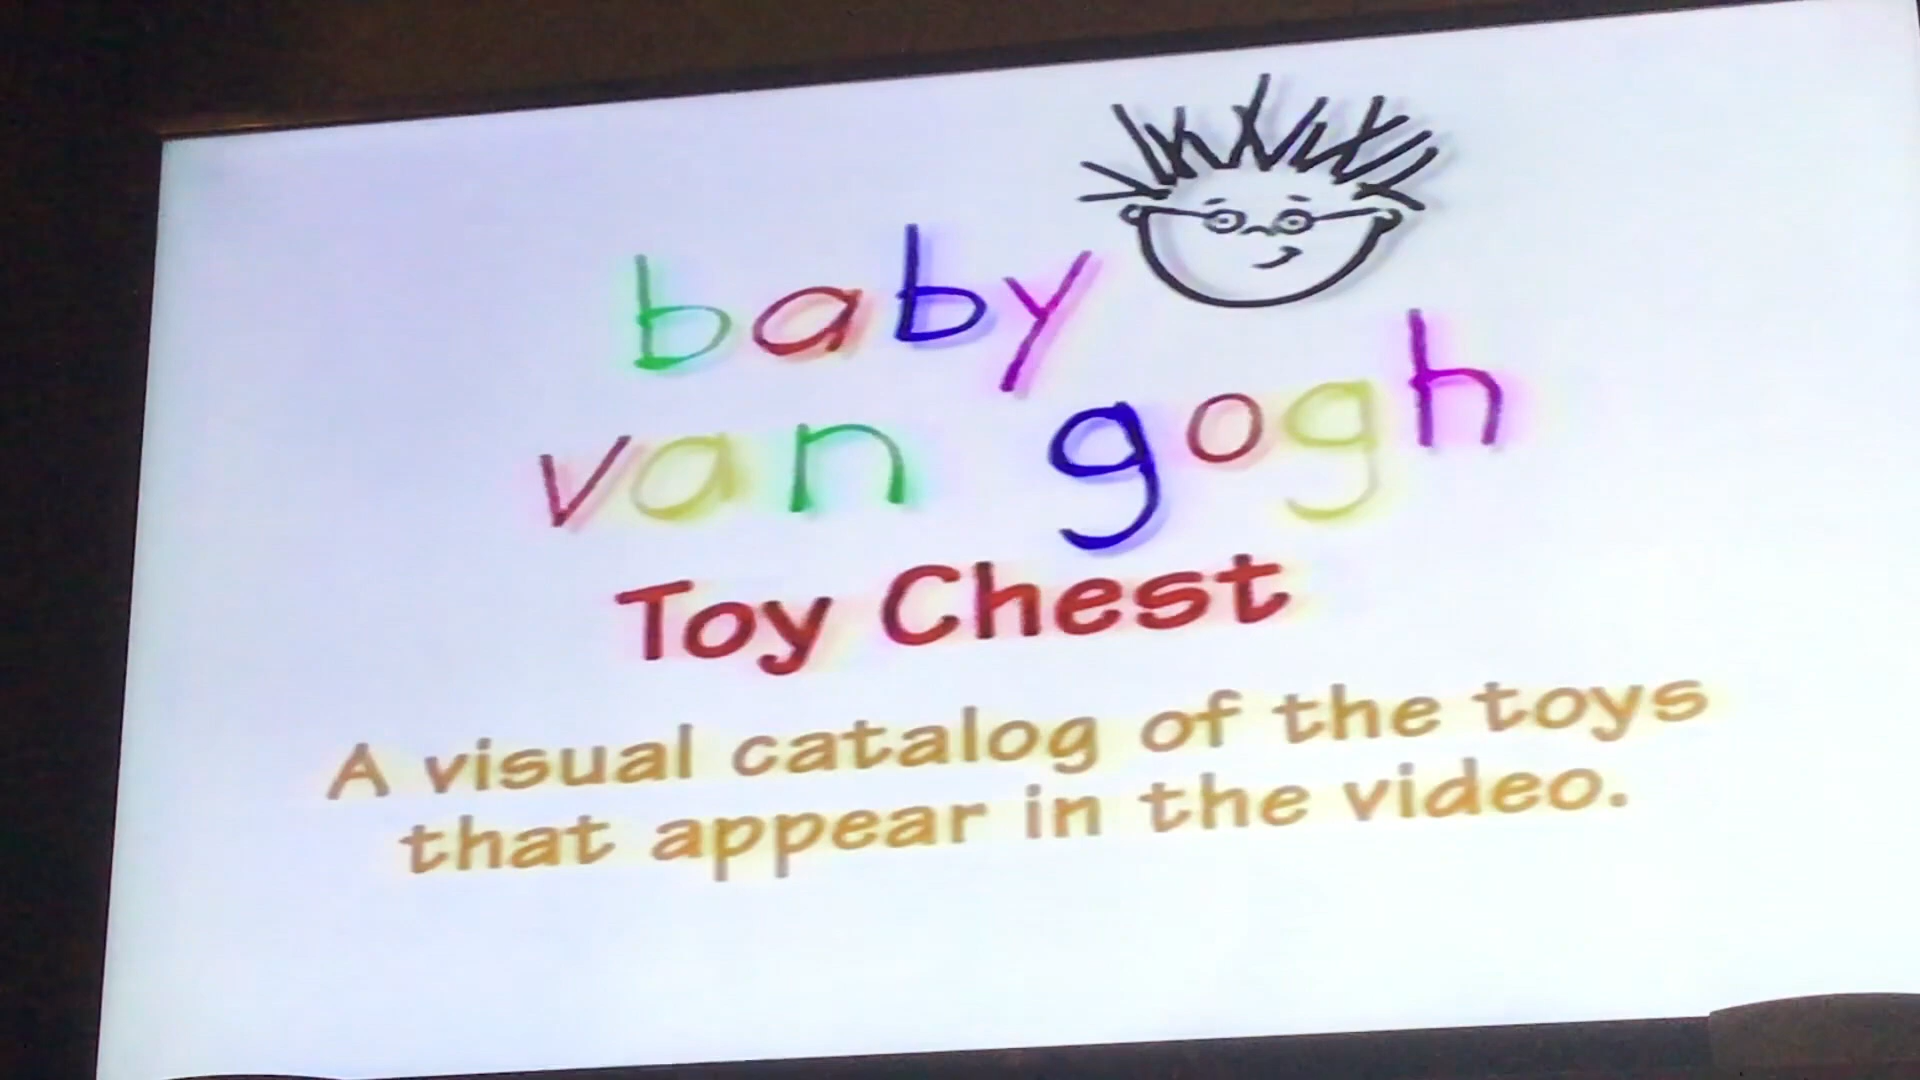 baby
van gogh
Toy Chest
A visual catalog of the toys
that appear in the video.